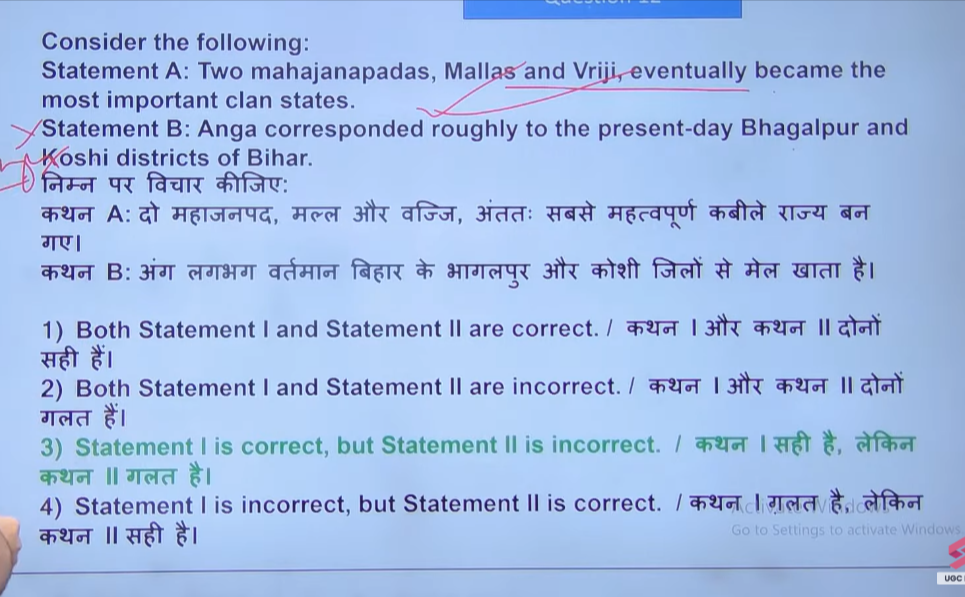 Question 12
Consider the following:
Statement A: Two mahajanapadas, Mallas and Vriji, eventually became the
most important clan states.
Statement B: Anga corresponded roughly to the present-day Bhagalpur and
Koshi districts of Bihar.
निम्न पर विचार कीजिए:
कथन A: दो महाजनपद, मल्ल और वज्जि, अंततः सबसे महत्वपूर्ण कबीले राज्य बन
गए।
कथन B: अंग लगभग वर्तमान बिहार के भागलपुर और कोशी जिलों से मेल खाता है।
1) Both Statement I and Statement II are correct. / कथन I और कथन II दोनों
सही हैं।
2) Both Statement I and Statement II are incorrect. / कथन I और कथन II दोनों
गलत हैं।
3) Statement I is correct, but Statement II is incorrect. / कथन I सही है, लेकिन
कथन II गलत है।
4) Statement I is incorrect, but Statement II is correct. / कथन I गलत है, लेकिन
कथन II सही है।
Activate Windows
Go to Settings to activate Windows.
UGC